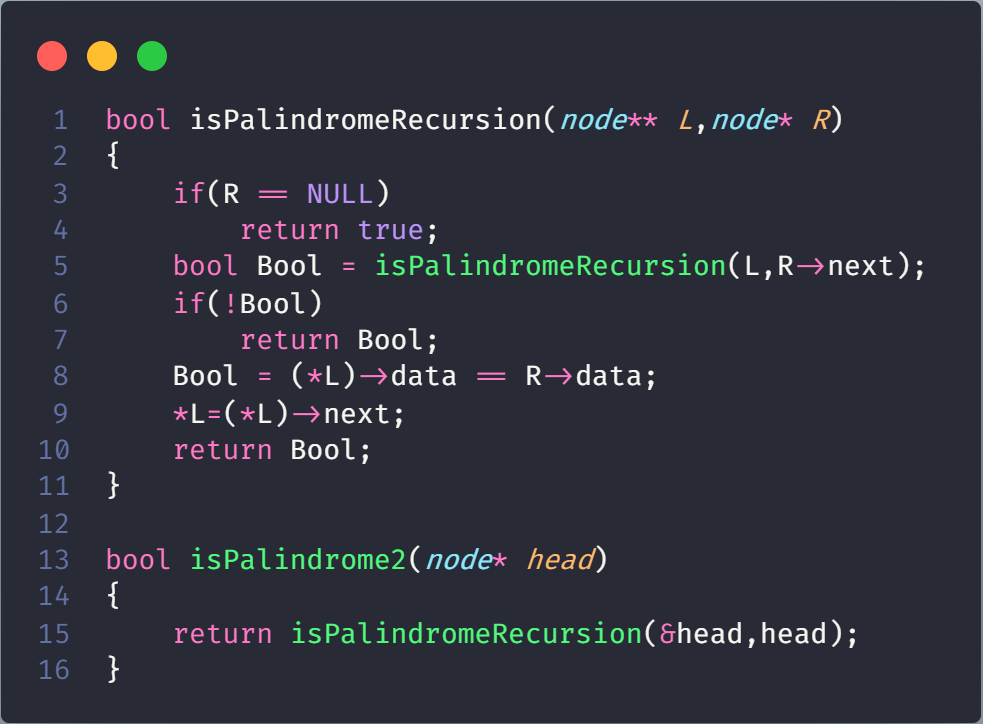 1 bool isPalindromeRecursion(node** L,node* R)
2 {
3     if(R == NULL)
4         return true;
5     bool Bool = isPalindromeRecursion(L,R->next);
6     if(!Bool)
7         return Bool;
8     Bool = (*L)->data == R->data;
9     *L=(*L)->next;
10     return Bool;
11 }
12
13 bool isPalindrome2(node* head)
14 {
15     return isPalindromeRecursion(&head,head);
16 }